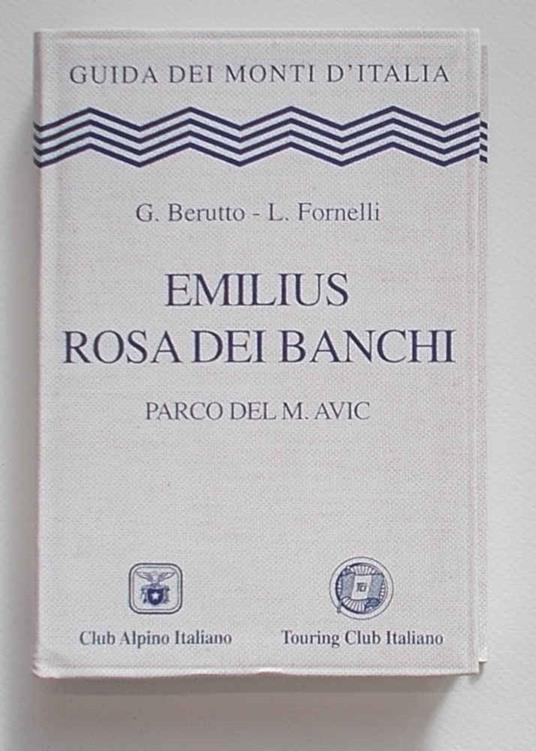 GUIDA DEI MONTI D'ITALIA
G. Berutto - L. Fornelli
EMILIUS
ROSA DEI BANCHI
PARCO DEL M. AVIC
Club Alpino Italiano
Touring Club Italiano